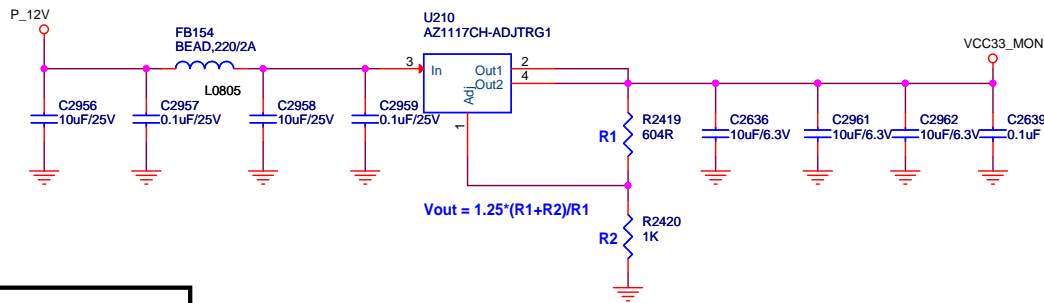 P_12V
FB154
BEAD,220/2A
L0805
U210
AZ1117CH-ADJTRG1
VCC33_MON
3
In
Out1
Out2
Adj
2
4
1
C2956
10uF/25V
C2957
0.1uF/25V
C2958
10uF/25V
C2959
0.1uF/25V
R1
R2419
604R
C2636
10uF/6.3V
C2961
10uF/6.3V
C2962
10uF/6.3V
C2639
0.1uF
Vout = 1.25*(R1+R2)/R1
R2
R2420
1K